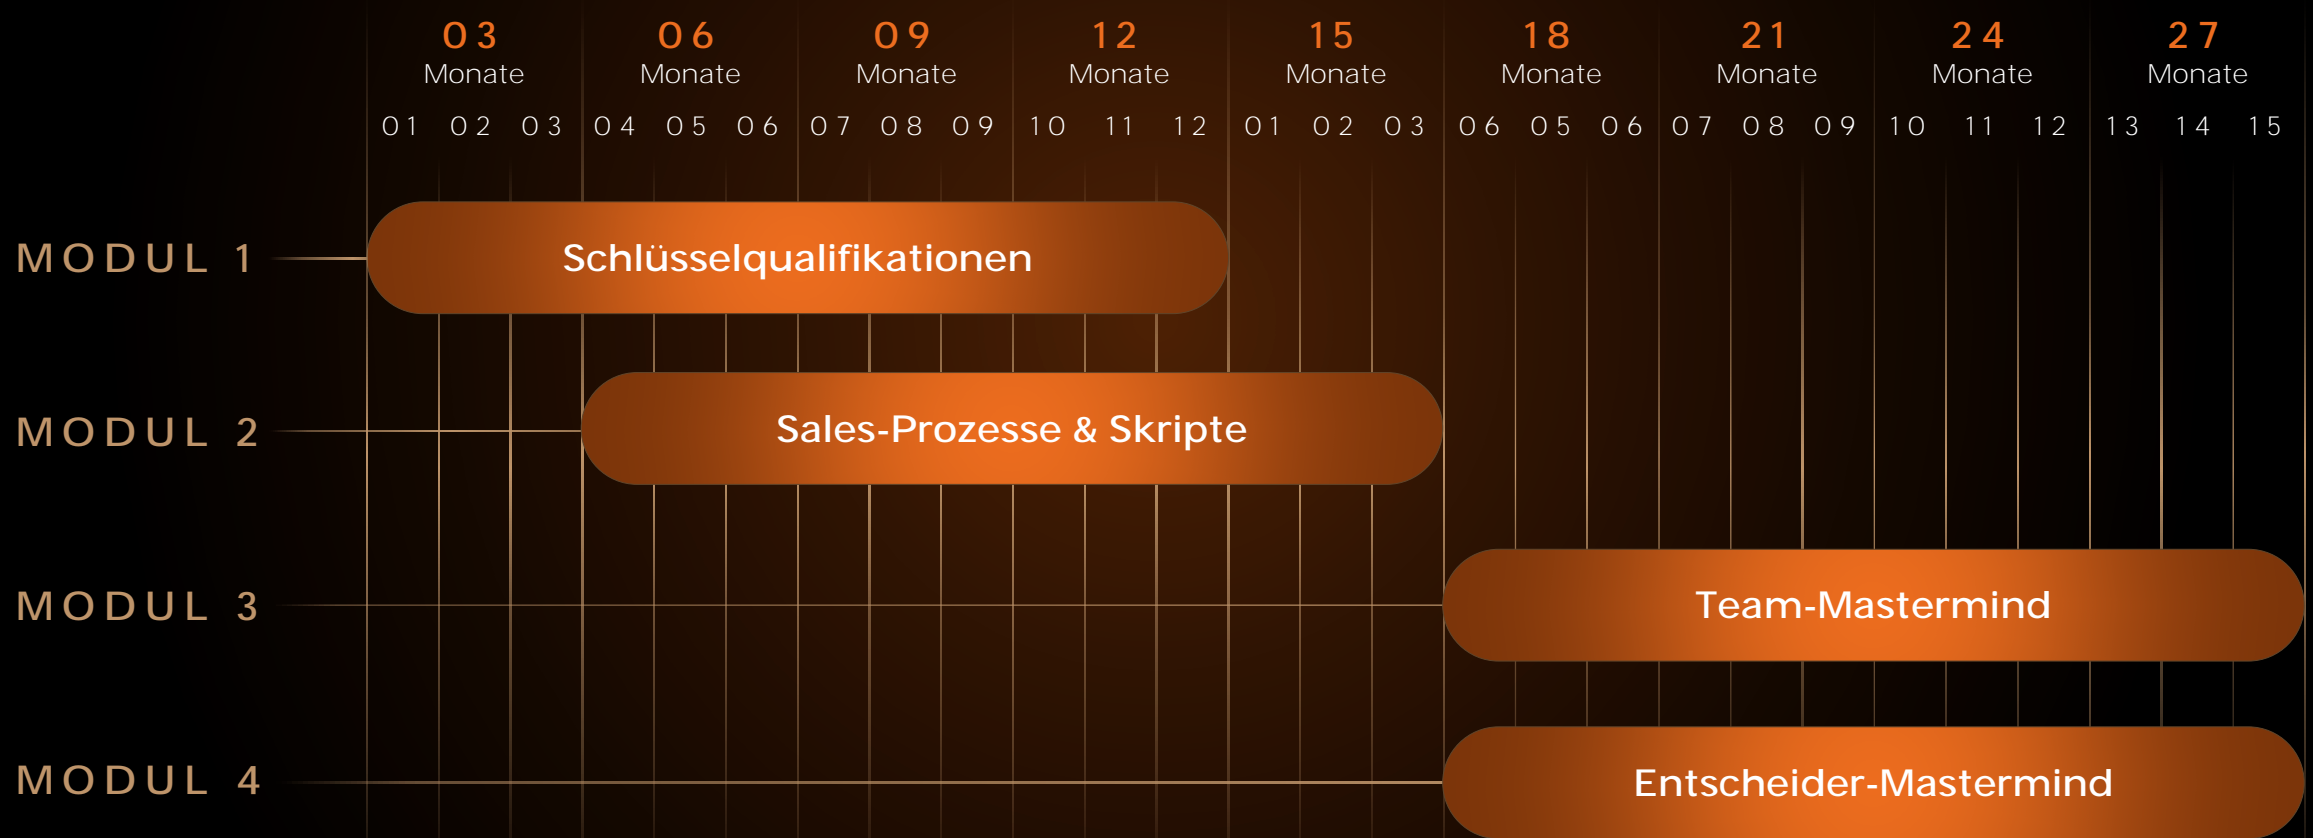 03 06 09 12 15 18 21 24 27
Monate Monate Monate Monate Monate Monate Monate Monate Monate
01 02 03 04 05 06 07 08 09 10 11 12 01 02 03 06 05 06 07 08 09 10 11 12 13 14 15
MODUL 1 Schlüsselqualifikationen
MODUL 2 Sales-Prozesse & Skripte
MODUL 3 Team-Mastermind
MODUL 4 Entscheider-Mastermind